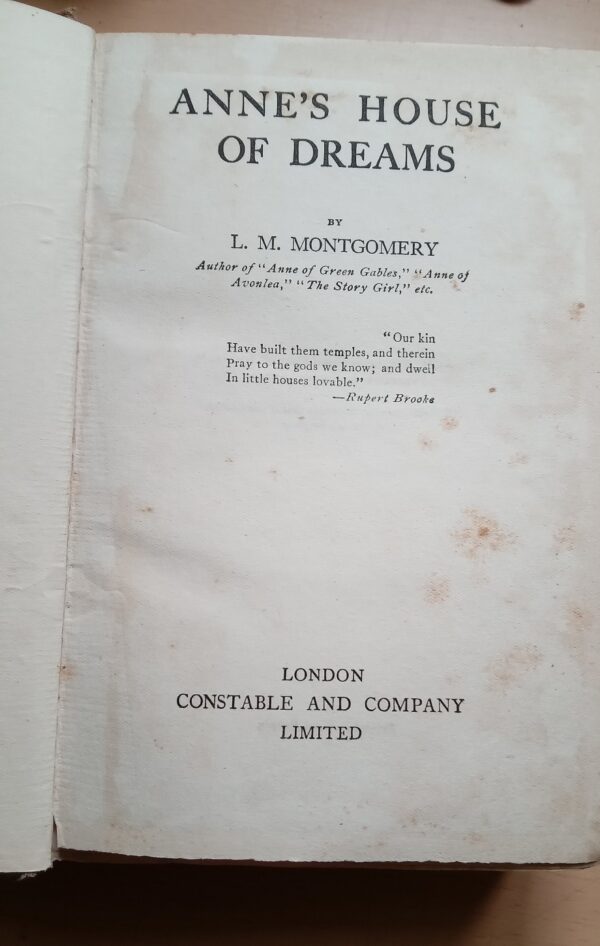 ANNE'S HOUSE
OF DREAMS
BY
L. M. MONTGOMERY
Author of "Anne of Green Gables," "Anne of
Avonlea," "The Story Girl," etc.
"Our kin
Have built them temples, and therein
Pray to the gods we know; and dwell
In little houses lovable."
—Rupert Brooke
LONDON
CONSTABLE AND COMPANY
LIMITED